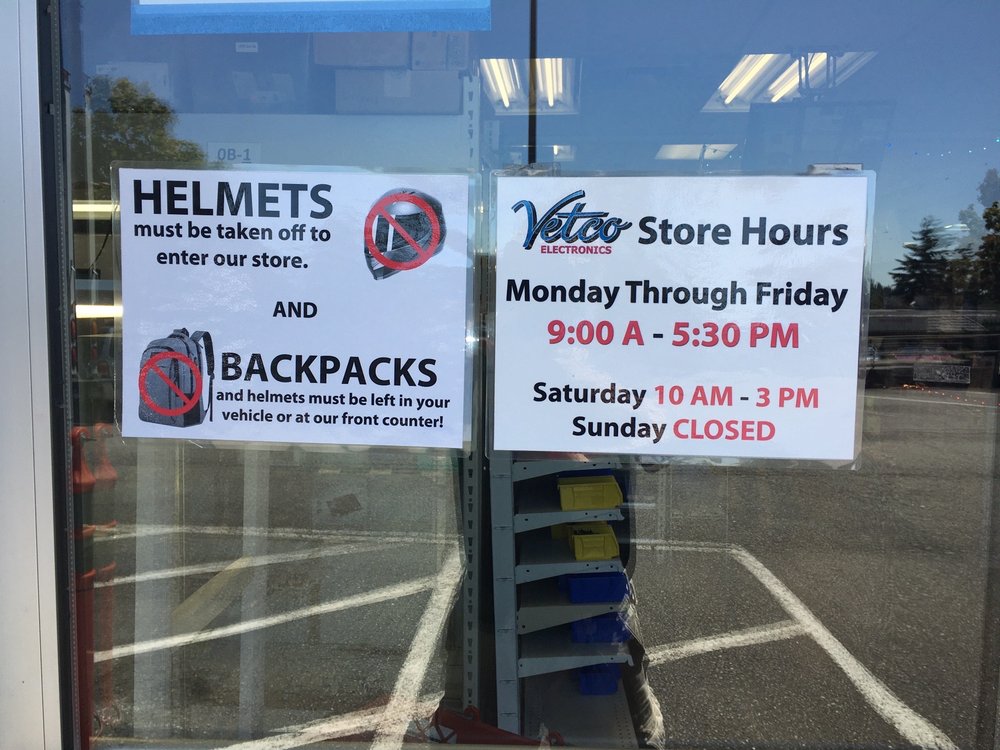 0B-1
HELMETS
must be taken off to
enter our store.
AND
BACKPACKS
and helmets must be left in your
vehicle or at our front counter!
Vetco Store Hours
ELECTRONICS
Monday Through Friday
9:00 A - 5:30 PM
Saturday 10 AM - 3 PM
Sunday CLOSED